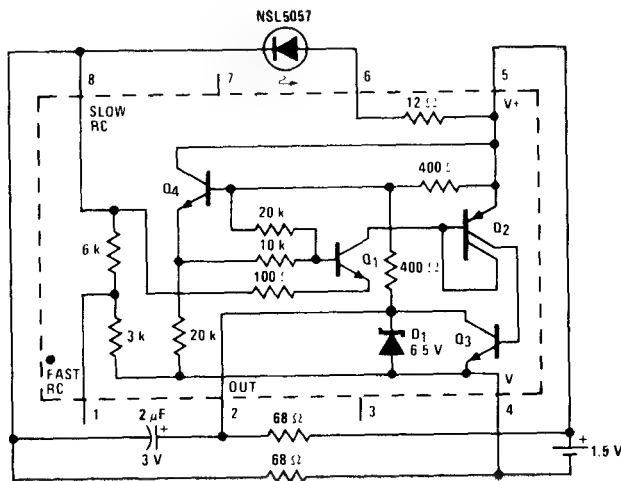 NSL5057
8
7
6
5
SLOW
RC
12 Ω
V+
Q4
400 Ω
Q2
20 k
6 k
10 k
Q1
400 Ω
100 Ω
3 k
20 k
D1
6 5 V
Q3
FAST
RC
OUT
V
1
2
3
4
2 μF
+
3 V
68 Ω
68 Ω
+
1.5 V